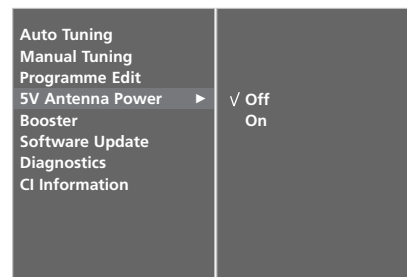 Auto Tuning
Manual Tuning
Programme Edit
5V Antenna Power ►
Booster
Software Update
Diagnostics
CI Information
√ Off
On